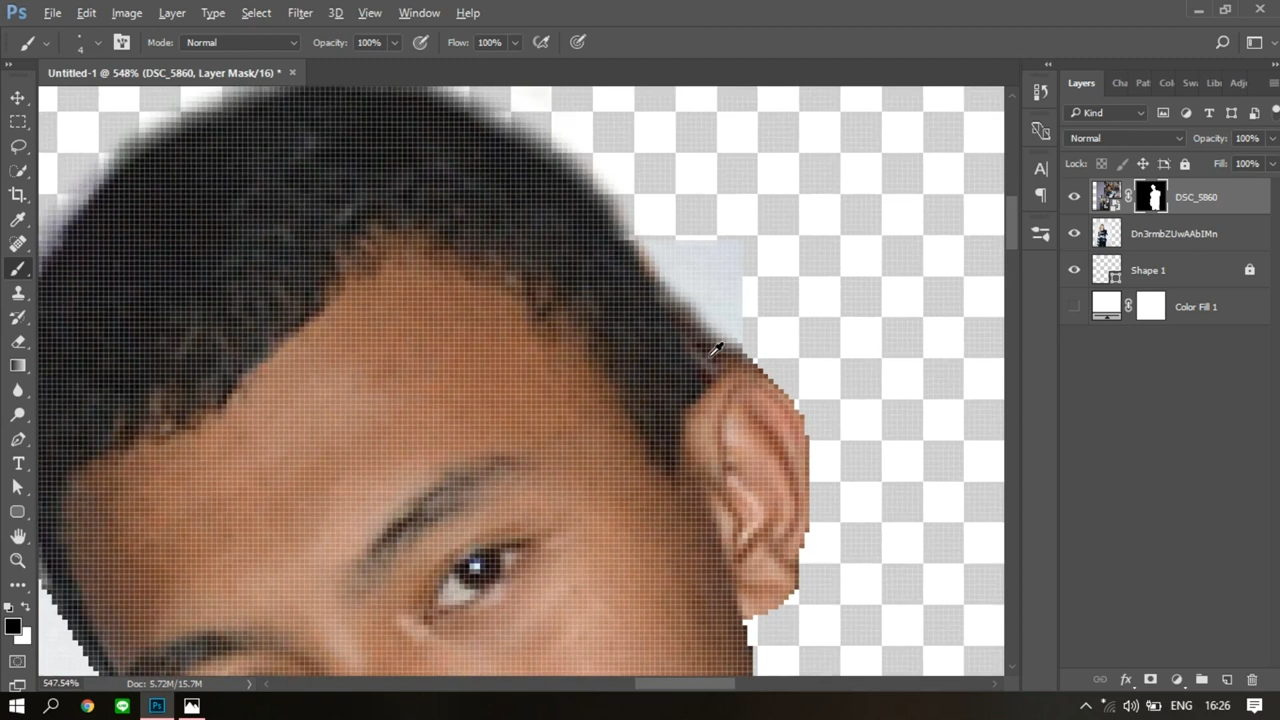 Ps File Edit Image Layer Type Select Filter 3D View Window Help
4 Mode: Normal Opacity: 100% Flow: 100%
Untitled-1 @ 548% (DSC_5860, Layer Mask/16) * ×
Layers Cha Pat Col Swa Libr Adj
Kind
Normal Opacity: 100%
Lock: Fill: 100%
DSC_5860
Dn3rmbZUwAAbIMn
Shape 1
Color Fill 1
547.54% Doc: 5.72M/15.7M
ENG 16:26